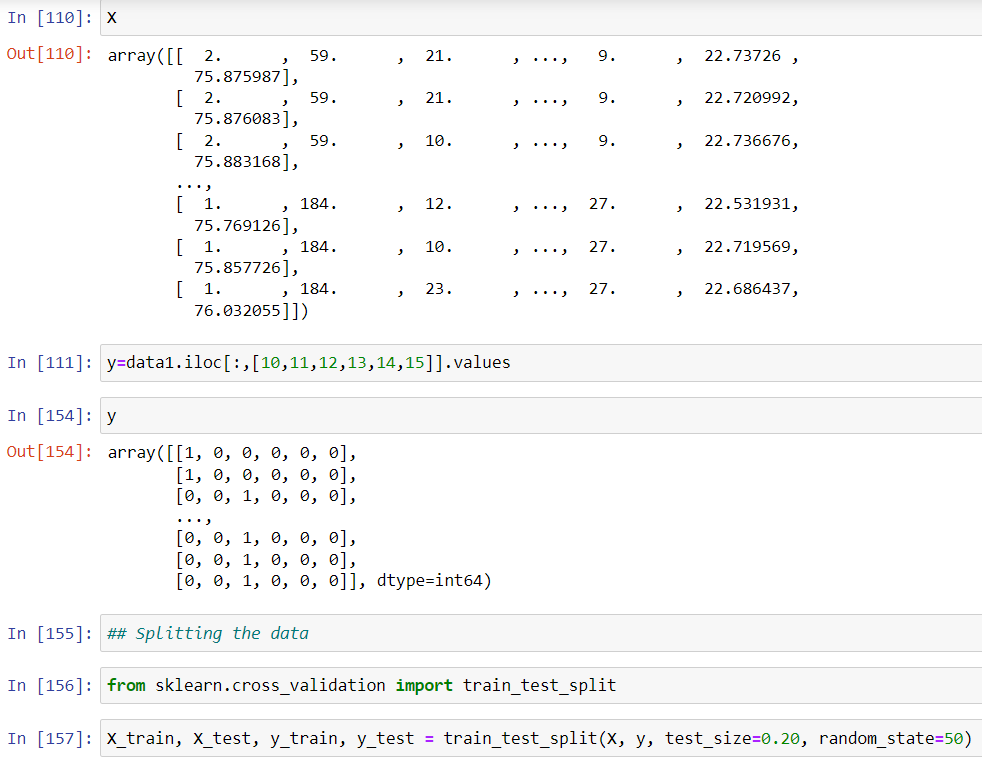 In [110]: X
Out[110]: array([[  2.      ,  59.      ,  21.      , ...,   9.      ,  22.73726 ,
         75.875987],
       [  2.      ,  59.      ,  21.      , ...,   9.      ,  22.720992,
         75.876083],
       [  2.      ,  59.      ,  10.      , ...,   9.      ,  22.736676,
         75.883168],
       ...,
       [  1.      , 184.      ,  12.      , ...,  27.      ,  22.531931,
         75.769126],
       [  1.      , 184.      ,  10.      , ...,  27.      ,  22.719569,
         75.857726],
       [  1.      , 184.      ,  23.      , ...,  27.      ,  22.686437,
         76.032055]])
In [111]: y=data1.iloc[:,[10,11,12,13,14,15]].values
In [154]: y
Out[154]: array([[1, 0, 0, 0, 0, 0],
       [1, 0, 0, 0, 0, 0],
       [0, 0, 1, 0, 0, 0],
       ...,
       [0, 0, 1, 0, 0, 0],
       [0, 0, 1, 0, 0, 0],
       [0, 0, 1, 0, 0, 0]], dtype=int64)
In [155]: ## Splitting the data
In [156]: from sklearn.cross_validation import train_test_split
In [157]: X_train, X_test, y_train, y_test = train_test_split(X, y, test_size=0.20, random_state=50)